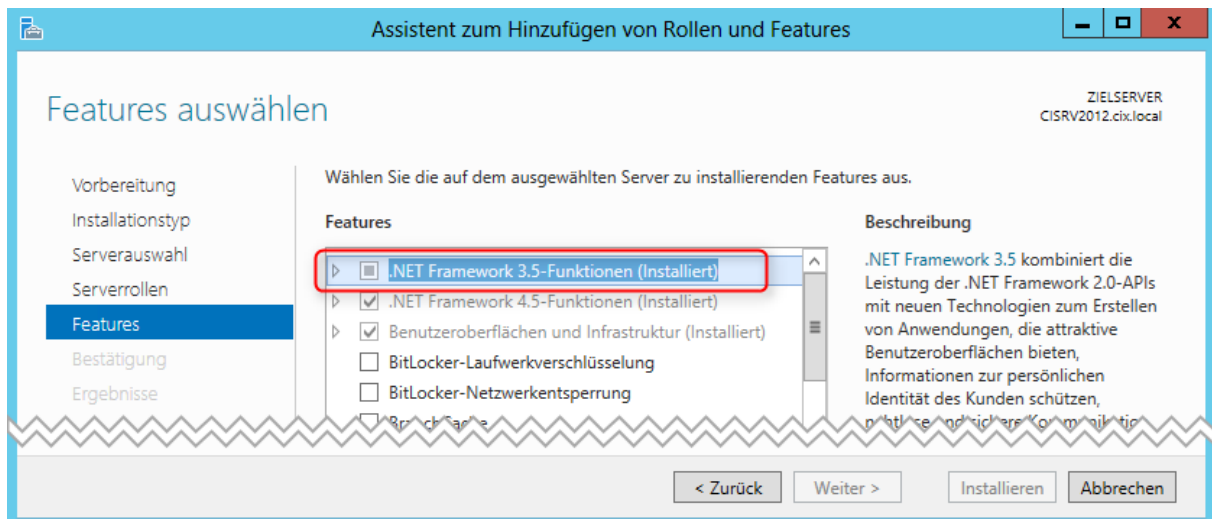 Assistent zum Hinzufügen von Rollen und Features
Features auswählen
ZIELSERVER
CISRV2012.cix.local
Vorbereitung
Installationstyp
Serverauswahl
Serverrollen
Features
Bestätigung
Ergebnisse
Wählen Sie die auf dem ausgewählten Server zu installierenden Features aus.
Features
.NET Framework 3.5-Funktionen (Installiert)
.NET Framework 4.5-Funktionen (Installiert)
Benutzeroberflächen und Infrastruktur (Installiert)
BitLocker-Laufwerkverschlüsselung
BitLocker-Netzwerkentsperrung
BranchCache
Beschreibung
.NET Framework 3.5 kombiniert die
Leistung der .NET Framework 2.0-APIs
mit neuen Technologien zum Erstellen
von Anwendungen, die attraktive
Benutzeroberflächen bieten,
Informationen zur persönlichen
Identität des Kunden schützen,
< Zurück
Weiter >
Installieren
Abbrechen